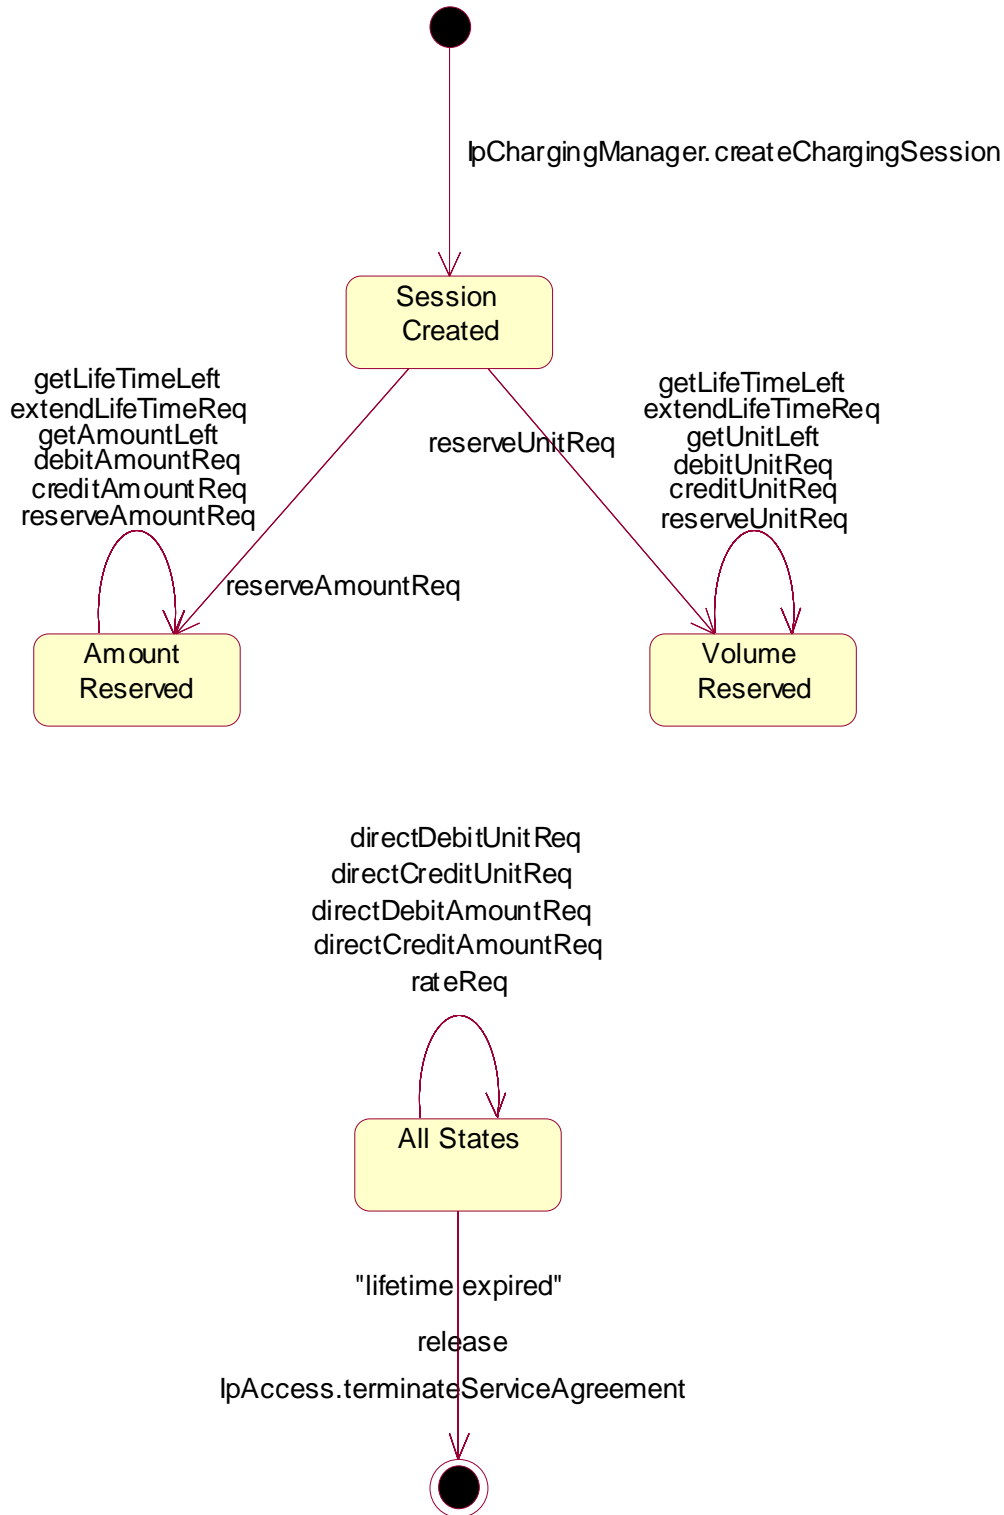 IpChargingManager.createChargingSession
Session
Created
getLifeTimeLeft
extendLifeTimeReq
getAmountLeft
debitAmountReq
creditAmountReq
reserveAmountReq
reserveUnitReq
getLifeTimeLeft
extendLifeTimeReq
getUnitLeft
debitUnitReq
creditUnitReq
reserveUnitReq
reserveAmountReq
Amount
Reserved
Volume
Reserved
directDebitUnitReq
directCreditUnitReq
directDebitAmountReq
directCreditAmountReq
rateReq
All States
"lifetime expired"
release
IpAccess.terminateServiceAgreement